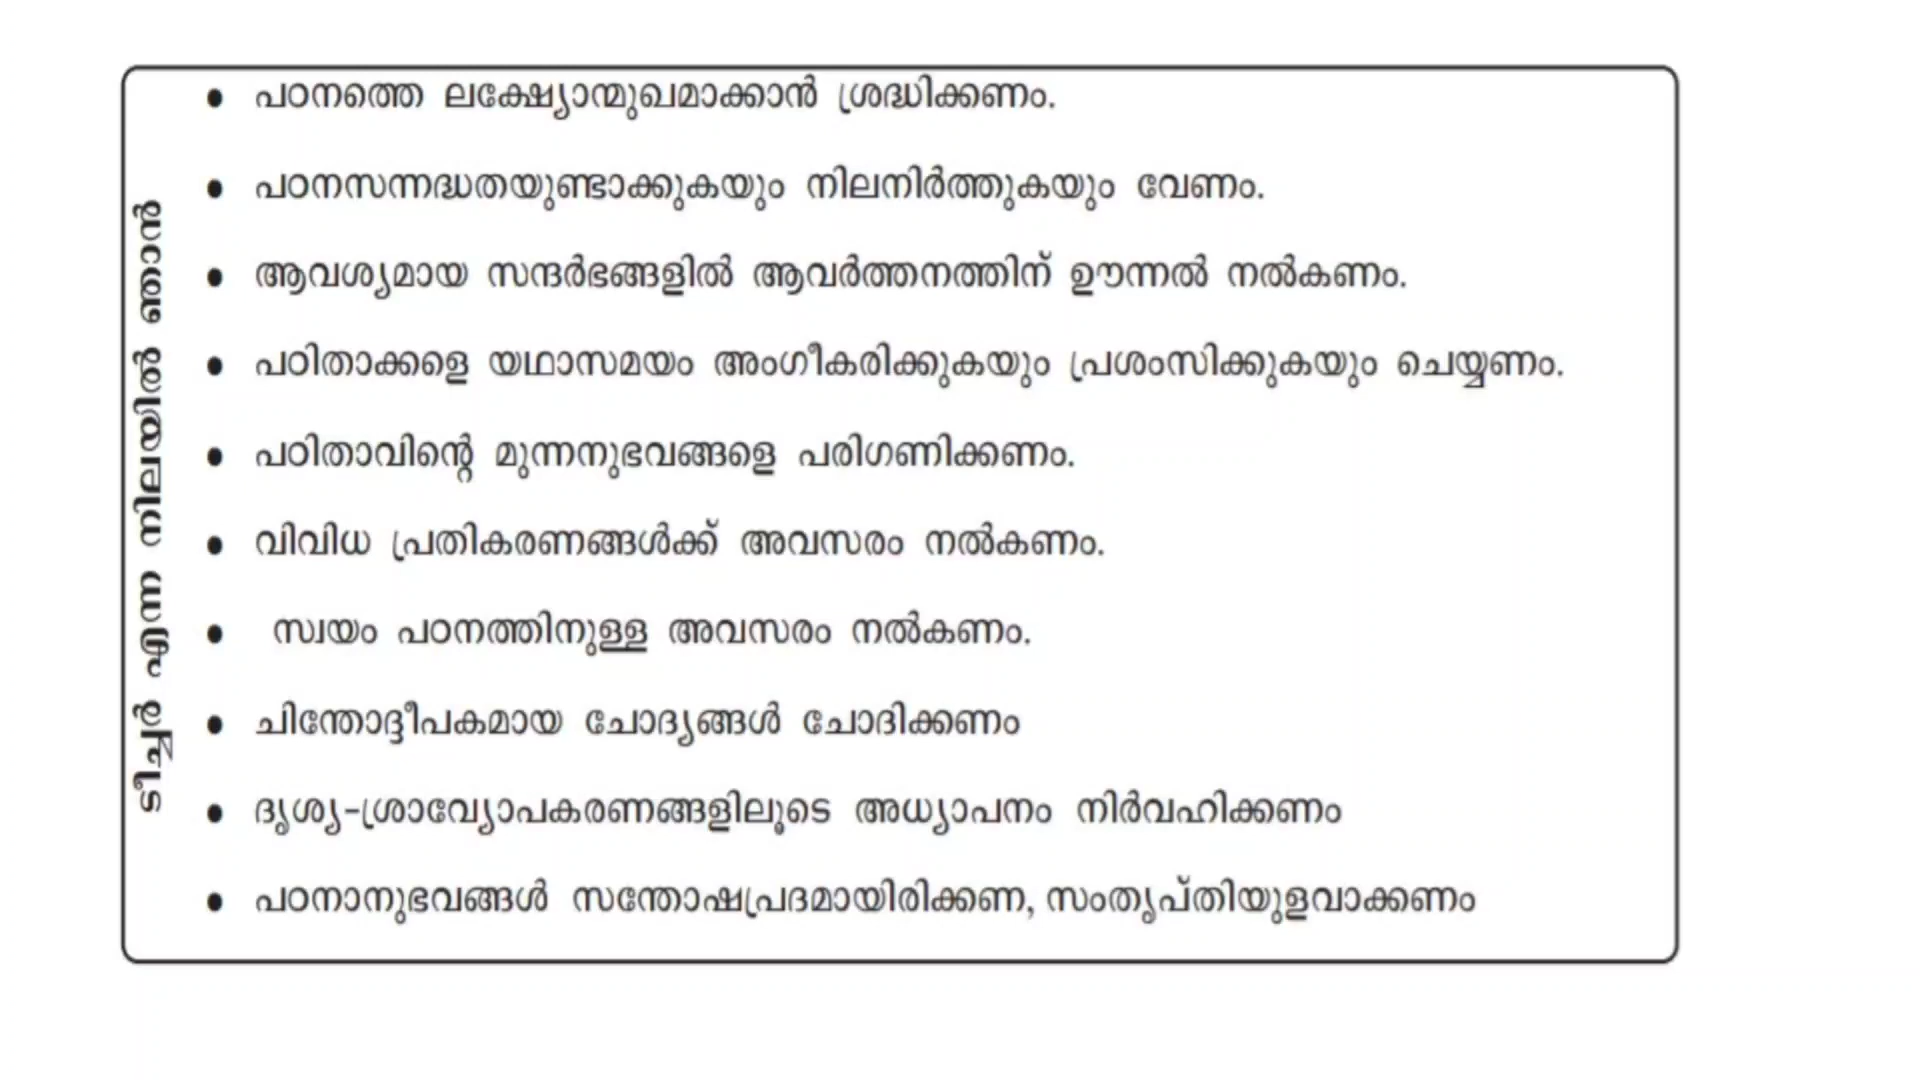 ടീച്ചർ എന്ന നിലയിൽ ഞാൻ
• പഠനത്തെ ലക്ഷ്യോന്മുഖമാക്കാൻ ശ്രദ്ധിക്കണം.
• പഠനസന്നദ്ധതയുണ്ടാക്കുകയും നിലനിർത്തുകയും വേണം.
• ആവശ്യമായ സന്ദർഭങ്ങളിൽ ആവർത്തനത്തിന് ഊന്നൽ നൽകണം.
• പഠിതാക്കളെ യഥാസമയം അംഗീകരിക്കുകയും പ്രശംസിക്കുകയും ചെയ്യണം.
• പഠിതാവിന്റെ മുന്നനുഭവങ്ങളെ പരിഗണിക്കണം.
• വിവിധ പ്രതികരണങ്ങൾക്ക് അവസരം നൽകണം.
• സ്വയം പഠനത്തിനുള്ള അവസരം നൽകണം.
• ചിന്തോദ്ദീപകമായ ചോദ്യങ്ങൾ ചോദിക്കണം
• ദൃശ്യ-ശ്രാവ്യോപകരണങ്ങളിലൂടെ അധ്യാപനം നിർവഹിക്കണം
• പഠനാനുഭവങ്ങൾ സന്തോഷപ്രദമായിരിക്കണ, സംതൃപ്തിയുളവാക്കണം